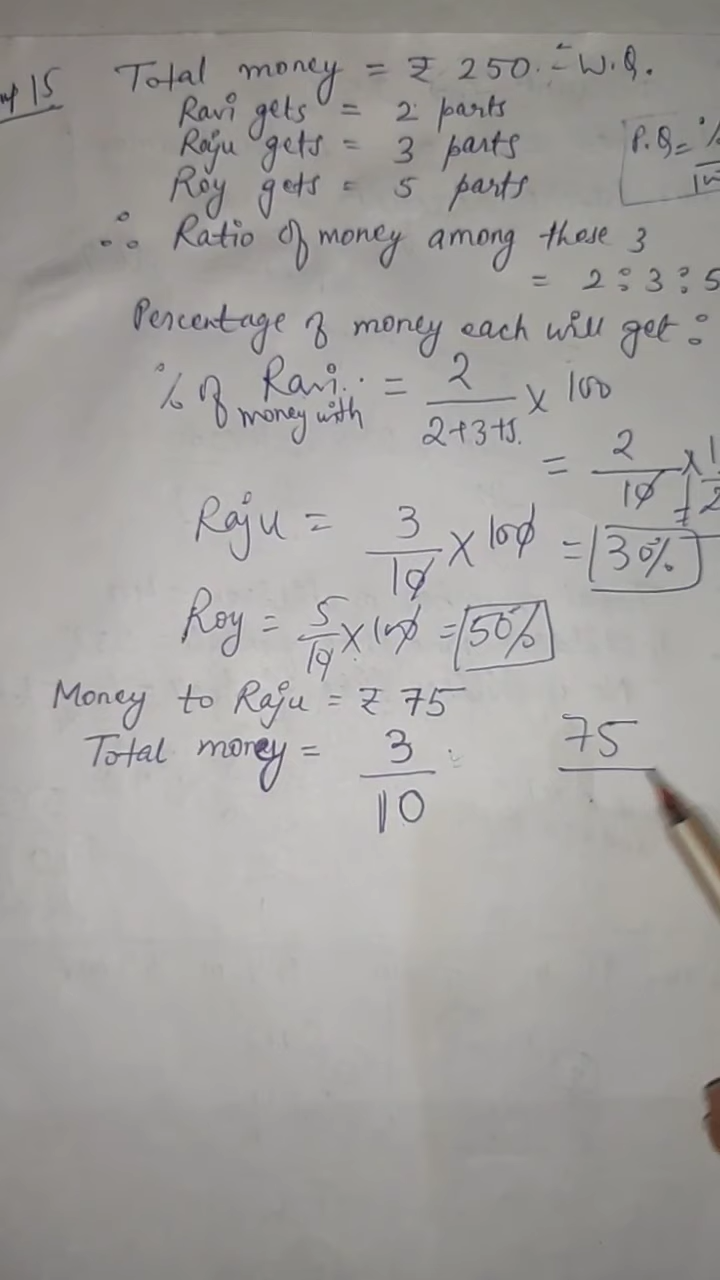 15 Total money = ₹ 250. - W.Q.
Ravi gets = 2 parts
Raju gets = 3 parts
Roy gets = 5 parts
P.Q = %
∴ Ratio of money among these 3
= 2 : 3 : 5
Percentage of money each will get :
% of Ravi = 2/(2+3+5) × 100
money with
= 2/10 ×
Raju = 3/10 × 100 = 30%
Roy = 5/10 × 100 = 50%
Money to Raju = ₹ 75
Total money = 3/10 75